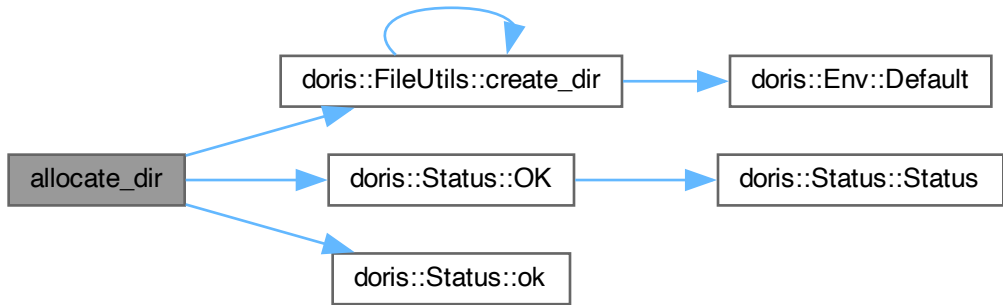 doris::FileUtils::create_dir
doris::Env::Default
allocate_dir
doris::Status::OK
doris::Status::Status
doris::Status::ok